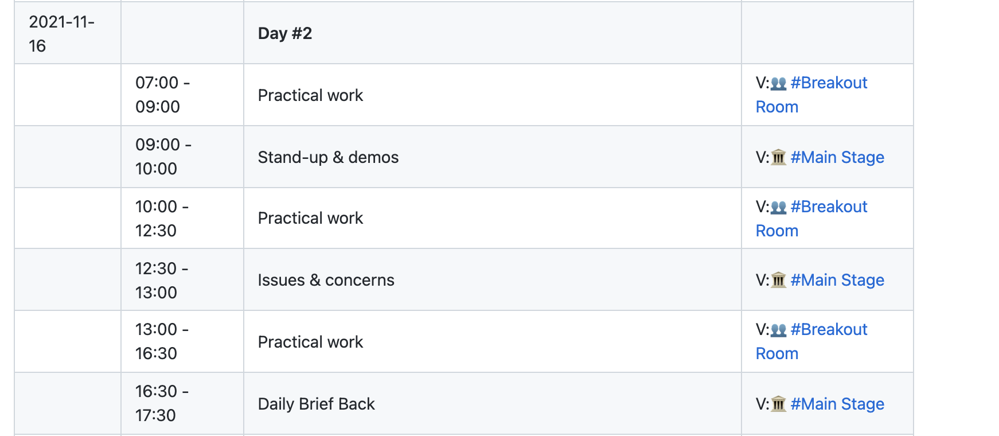 2021-11-
16
Day #2
07:00 -
09:00
Practical work
V:👥 #Breakout
Room
09:00 -
10:00
Stand-up & demos
V:🏛 #Main Stage
10:00 -
12:30
Practical work
V:👥 #Breakout
Room
12:30 -
13:00
Issues & concerns
V:🏛 #Main Stage
13:00 -
16:30
Practical work
V:👥 #Breakout
Room
16:30 -
17:30
Daily Brief Back
V:🏛 #Main Stage